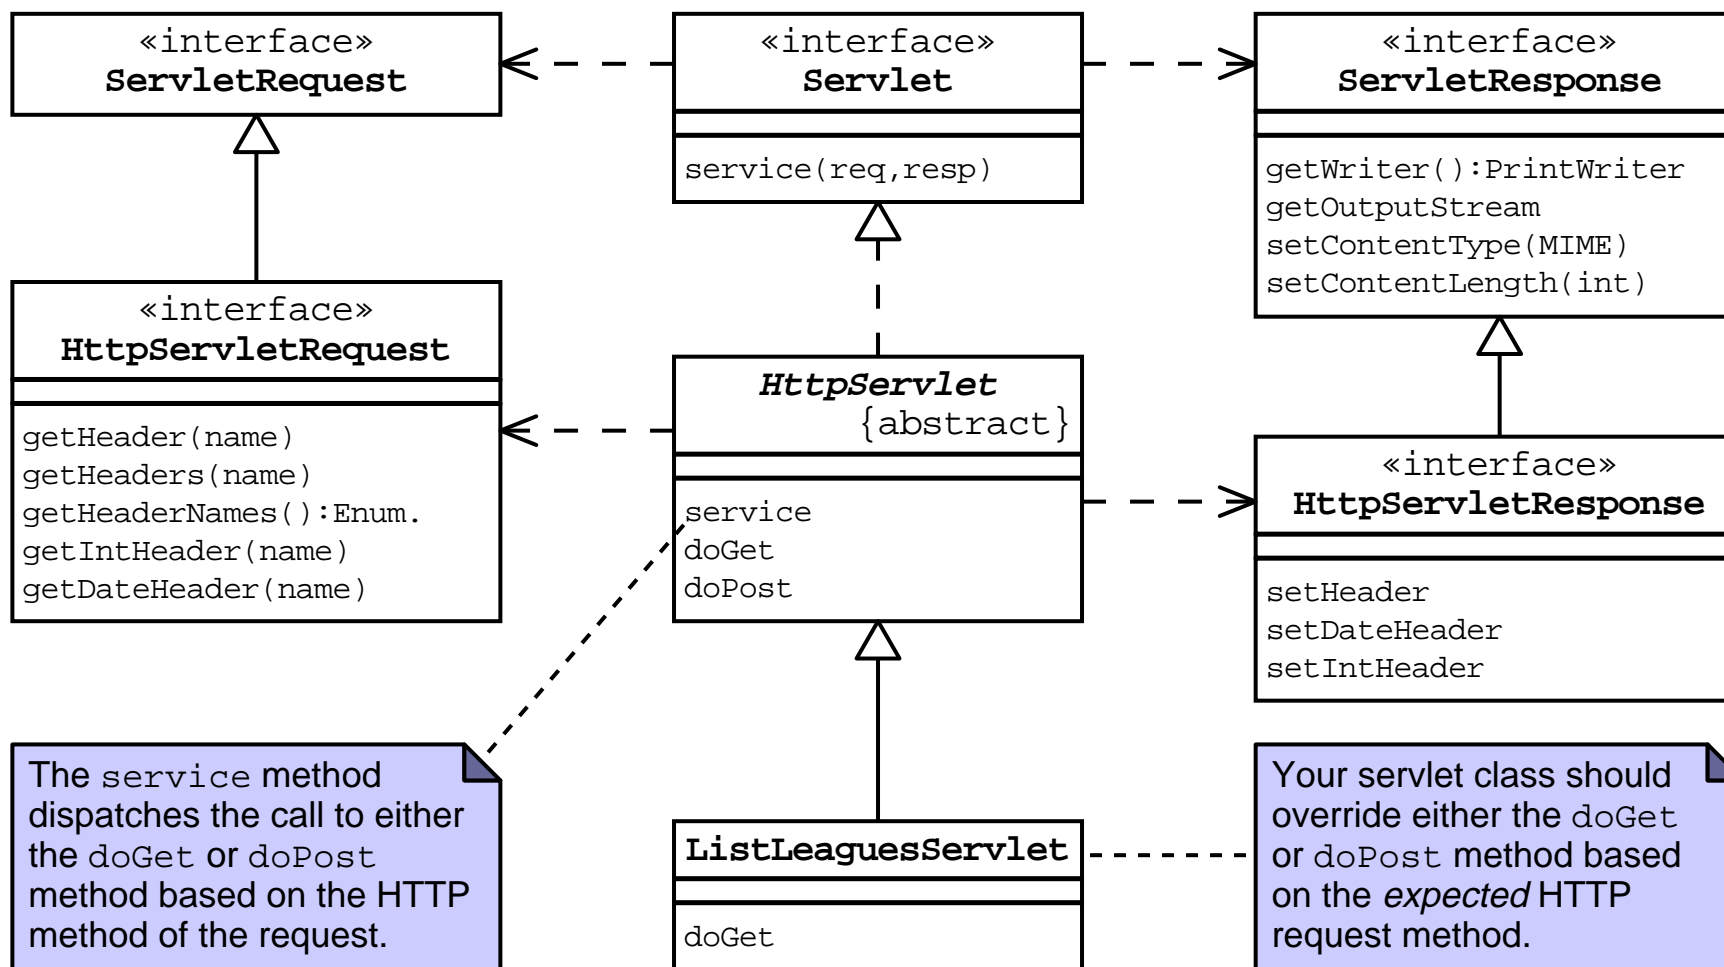 «interface»
ServletRequest
«interface»
Servlet
service(req,resp)
«interface»
ServletResponse
getWriter():PrintWriter
getOutputStream
setContentType(MIME)
setContentLength(int)
«interface»
HttpServletRequest
getHeader(name)
getHeaders(name)
getHeaderNames():Enum.
getIntHeader(name)
getDateHeader(name)
HttpServlet
{abstract}
service
doGet
doPost
«interface»
HttpServletResponse
setHeader
setDateHeader
setIntHeader
The service method
dispatches the call to either
the doGet or doPost
method based on the HTTP
method of the request.
ListLeaguesServlet
doGet
Your servlet class should
override either the doGet
or doPost method based
on the expected HTTP
request method.